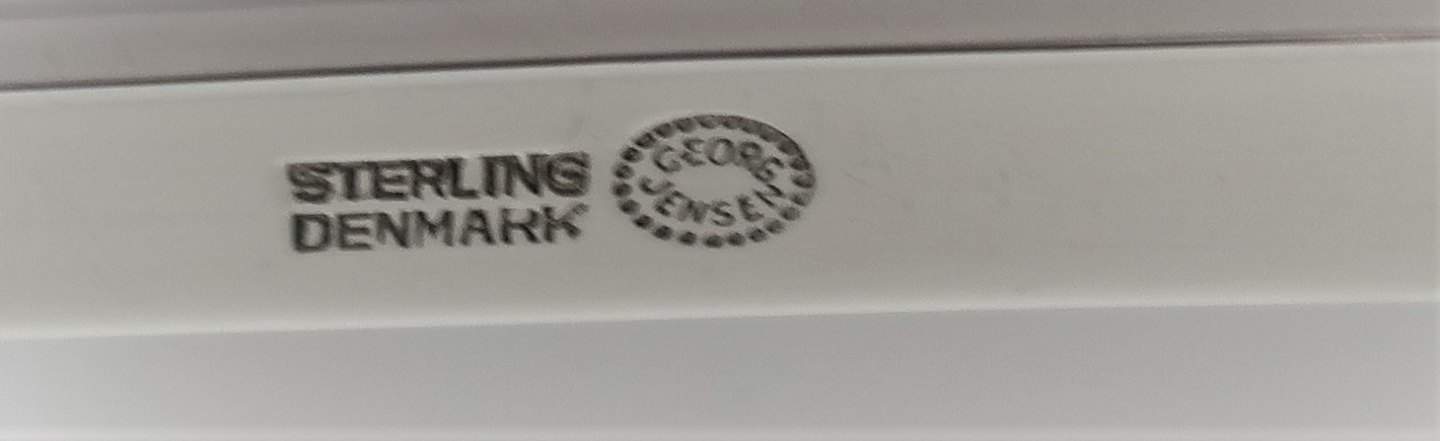 STERLING
DENMARK
GEORG
JENSEN